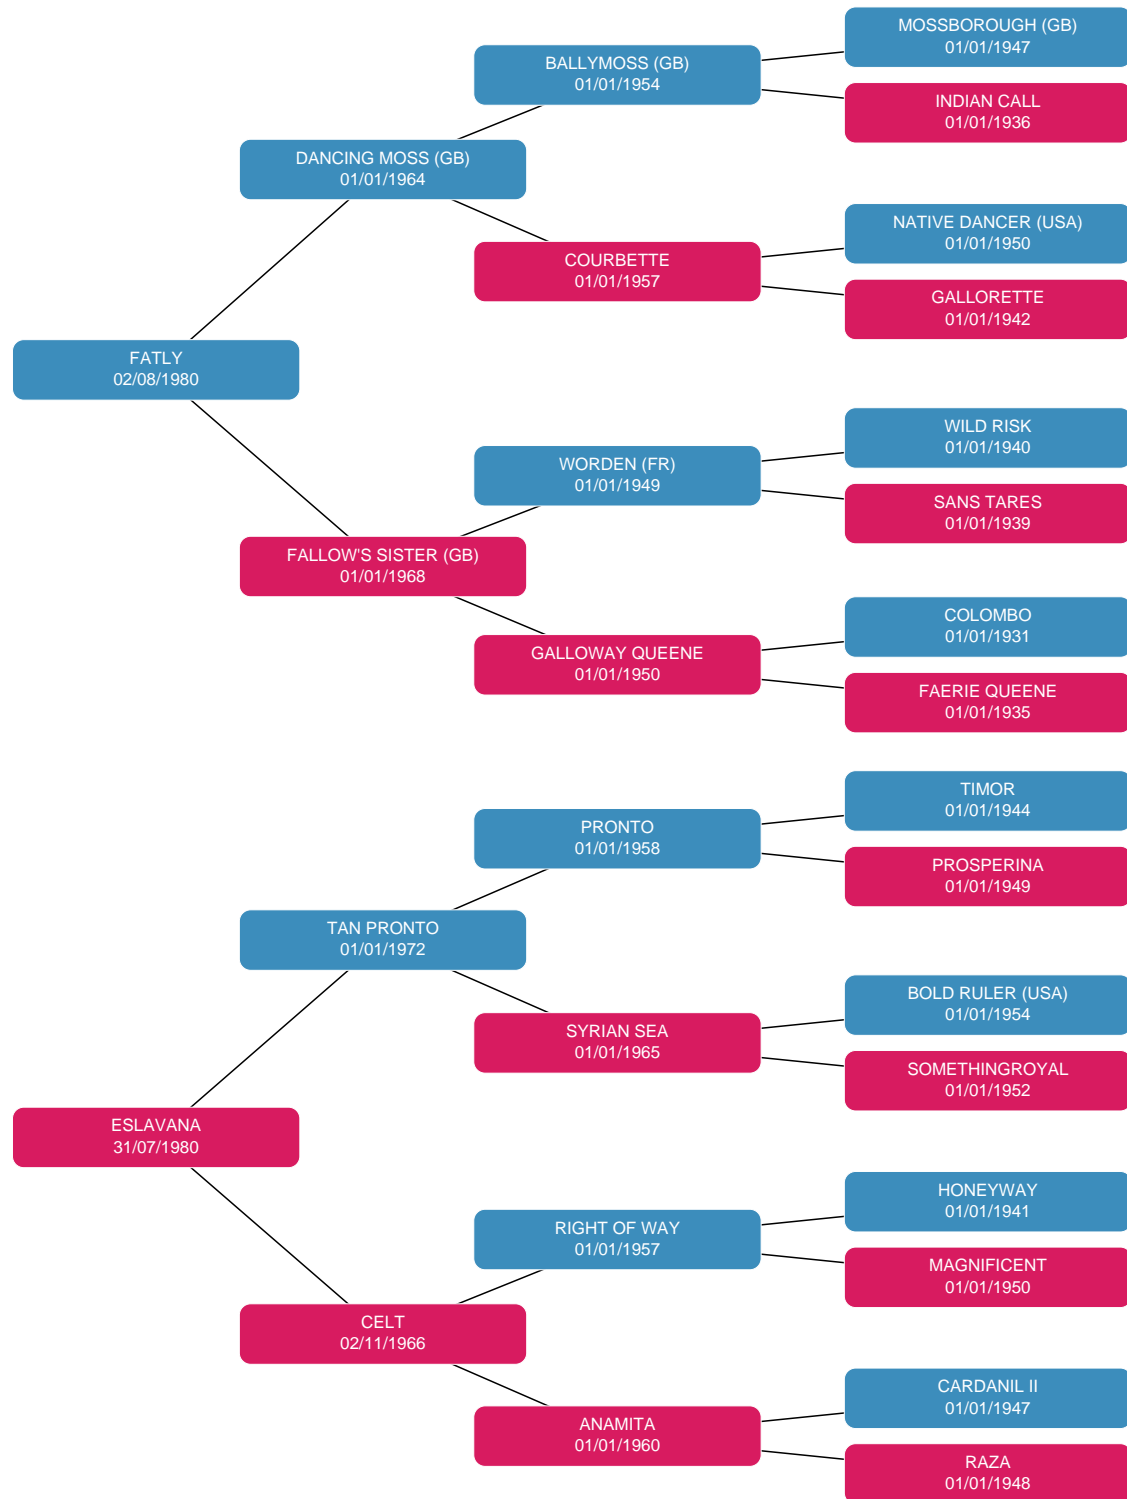 MOSSBOROUGH (GB)
01/01/1947
BALLYMOSS (GB)
01/01/1954
INDIAN CALL
01/01/1936
DANCING MOSS (GB)
01/01/1964
NATIVE DANCER (USA)
01/01/1950
COURBETTE
01/01/1957
GALLORETTE
01/01/1942
FATLY
02/08/1980
WILD RISK
01/01/1940
WORDEN (FR)
01/01/1949
SANS TARES
01/01/1939
FALLOW'S SISTER (GB)
01/01/1968
COLOMBO
01/01/1931
GALLOWAY QUEENE
01/01/1950
FAERIE QUEENE
01/01/1935
TIMOR
01/01/1944
PRONTO
01/01/1958
PROSPERINA
01/01/1949
TAN PRONTO
01/01/1972
BOLD RULER (USA)
01/01/1954
SYRIAN SEA
01/01/1965
SOMETHINGROYAL
01/01/1952
ESLAVANA
31/07/1980
HONEYWAY
01/01/1941
RIGHT OF WAY
01/01/1957
MAGNIFICENT
01/01/1950
CELT
02/11/1966
CARDANIL II
01/01/1947
ANAMITA
01/01/1960
RAZA
01/01/1948